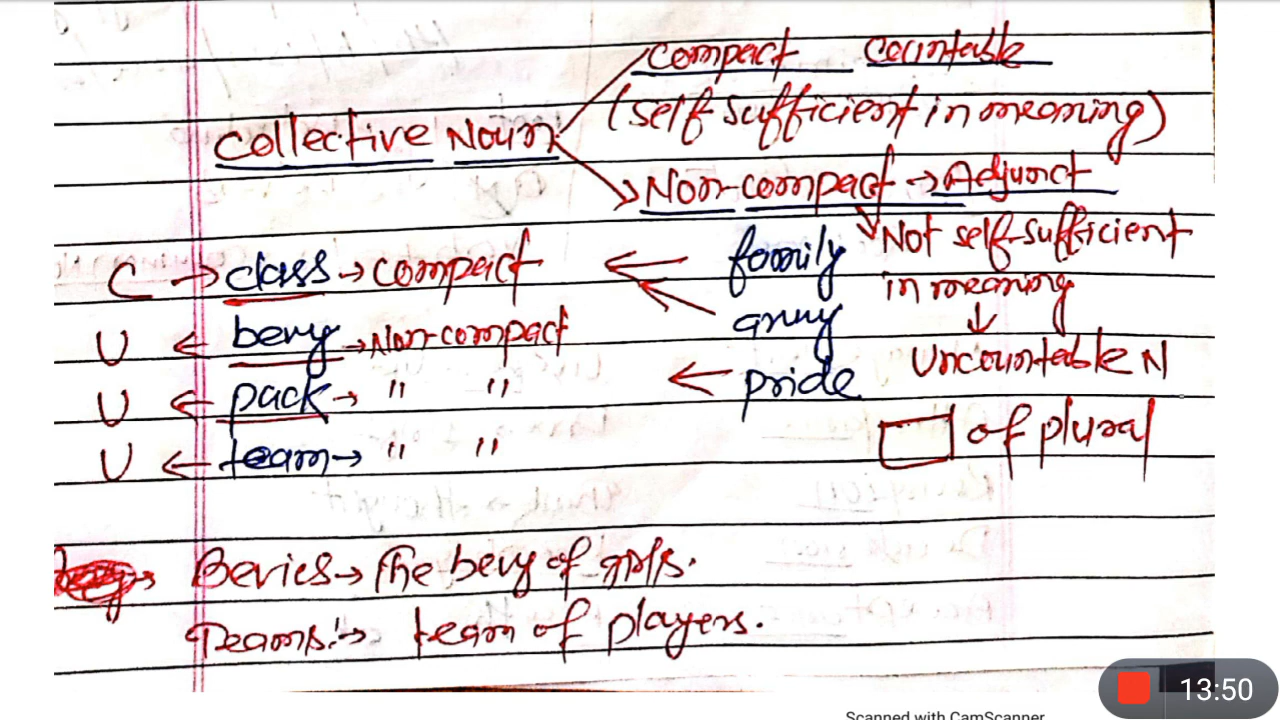 Compact Countable
(self sufficient in meaning)
Collective Noun
Non-compact → Adjunct
Not self-sufficient
in meaning
↓
Uncountable N
▭ of plural
C → class → compact ← family
army
U ← bevy → Non-compact
U ← pack → " " ← pride
U ← team → " "
→ Bevies → The bevy of girls.
Teams:→ team of players.
13:50
Scanned with CamScanner